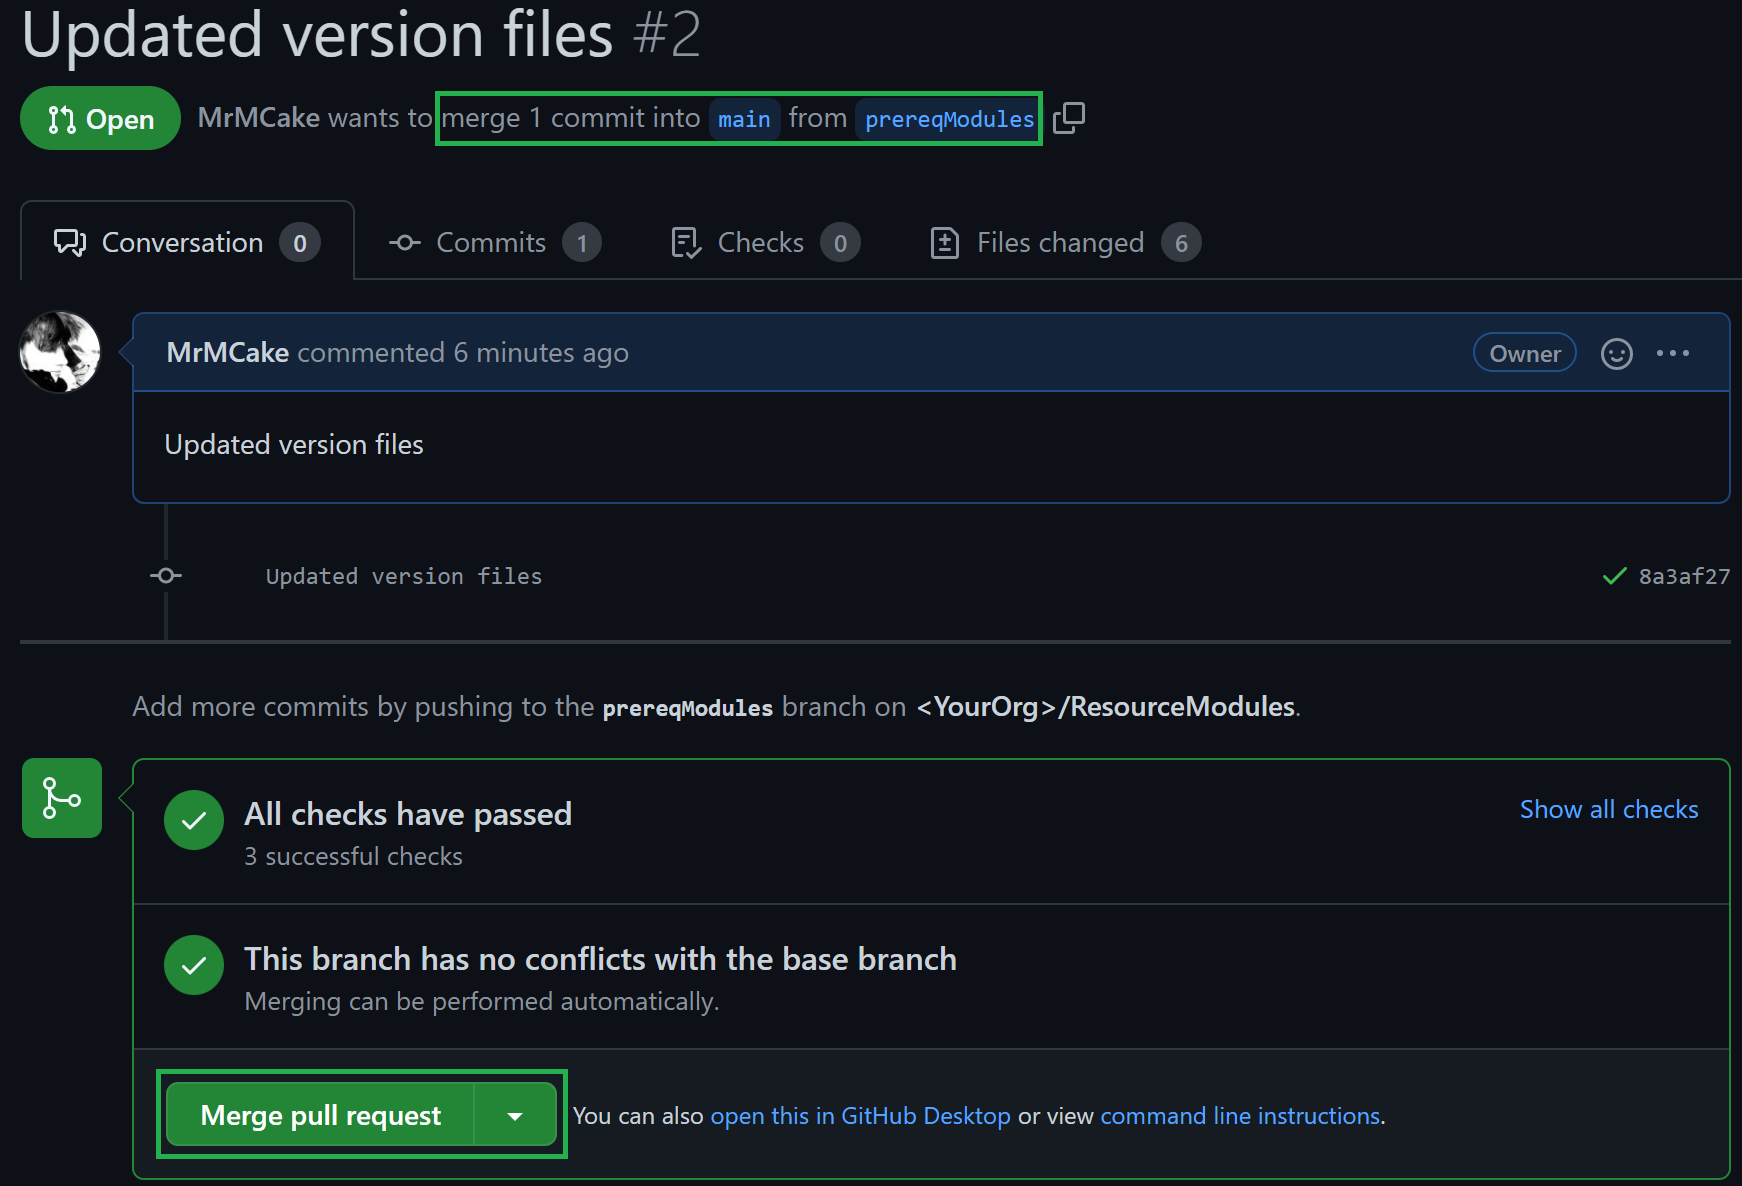 Updated version files #2
Open MrMCake wants to merge 1 commit into main from prereqModules
Conversation 0 Commits 1 Checks 0 Files changed 6
MrMCake commented 6 minutes ago Owner
Updated version files
Updated version files 8a3af27
Add more commits by pushing to the prereqModules branch on <YourOrg>/ResourceModules.
All checks have passed Show all checks
3 successful checks
This branch has no conflicts with the base branch
Merging can be performed automatically.
Merge pull request You can also open this in GitHub Desktop or view command line instructions.